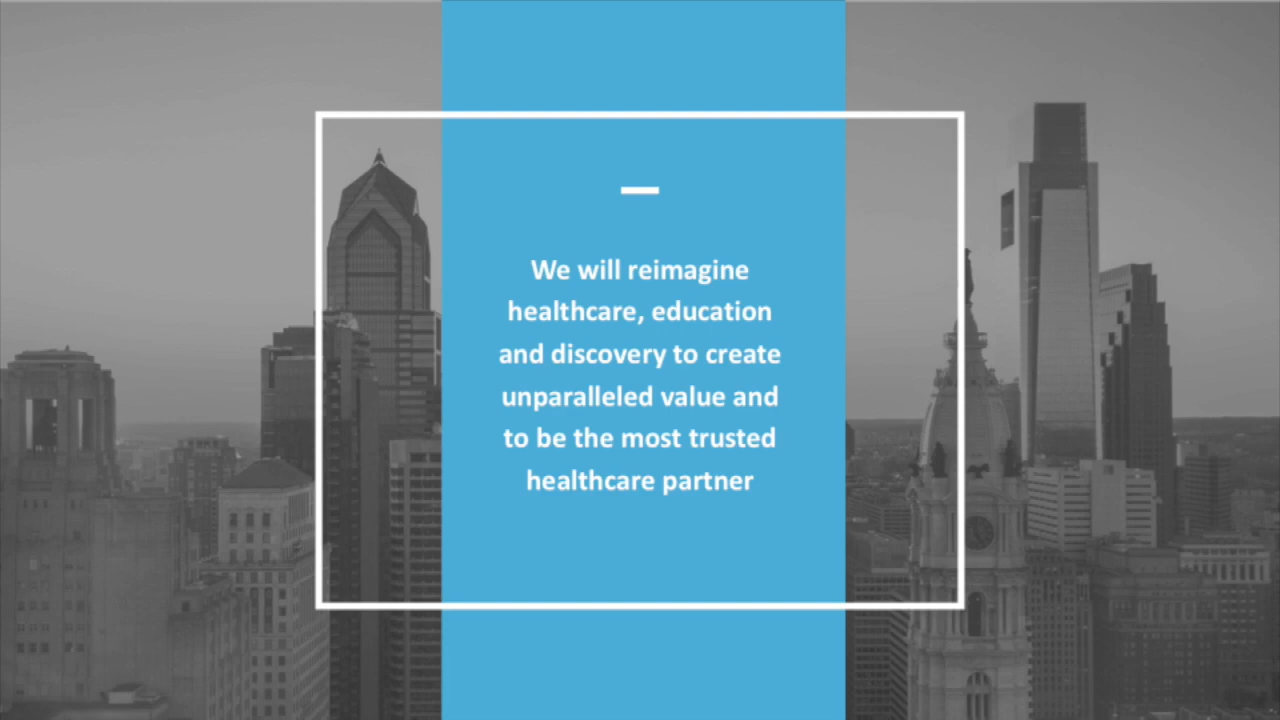 We will reimagine
healthcare, education
and discovery to create
unparalleled value and
to be the most trusted
healthcare partner